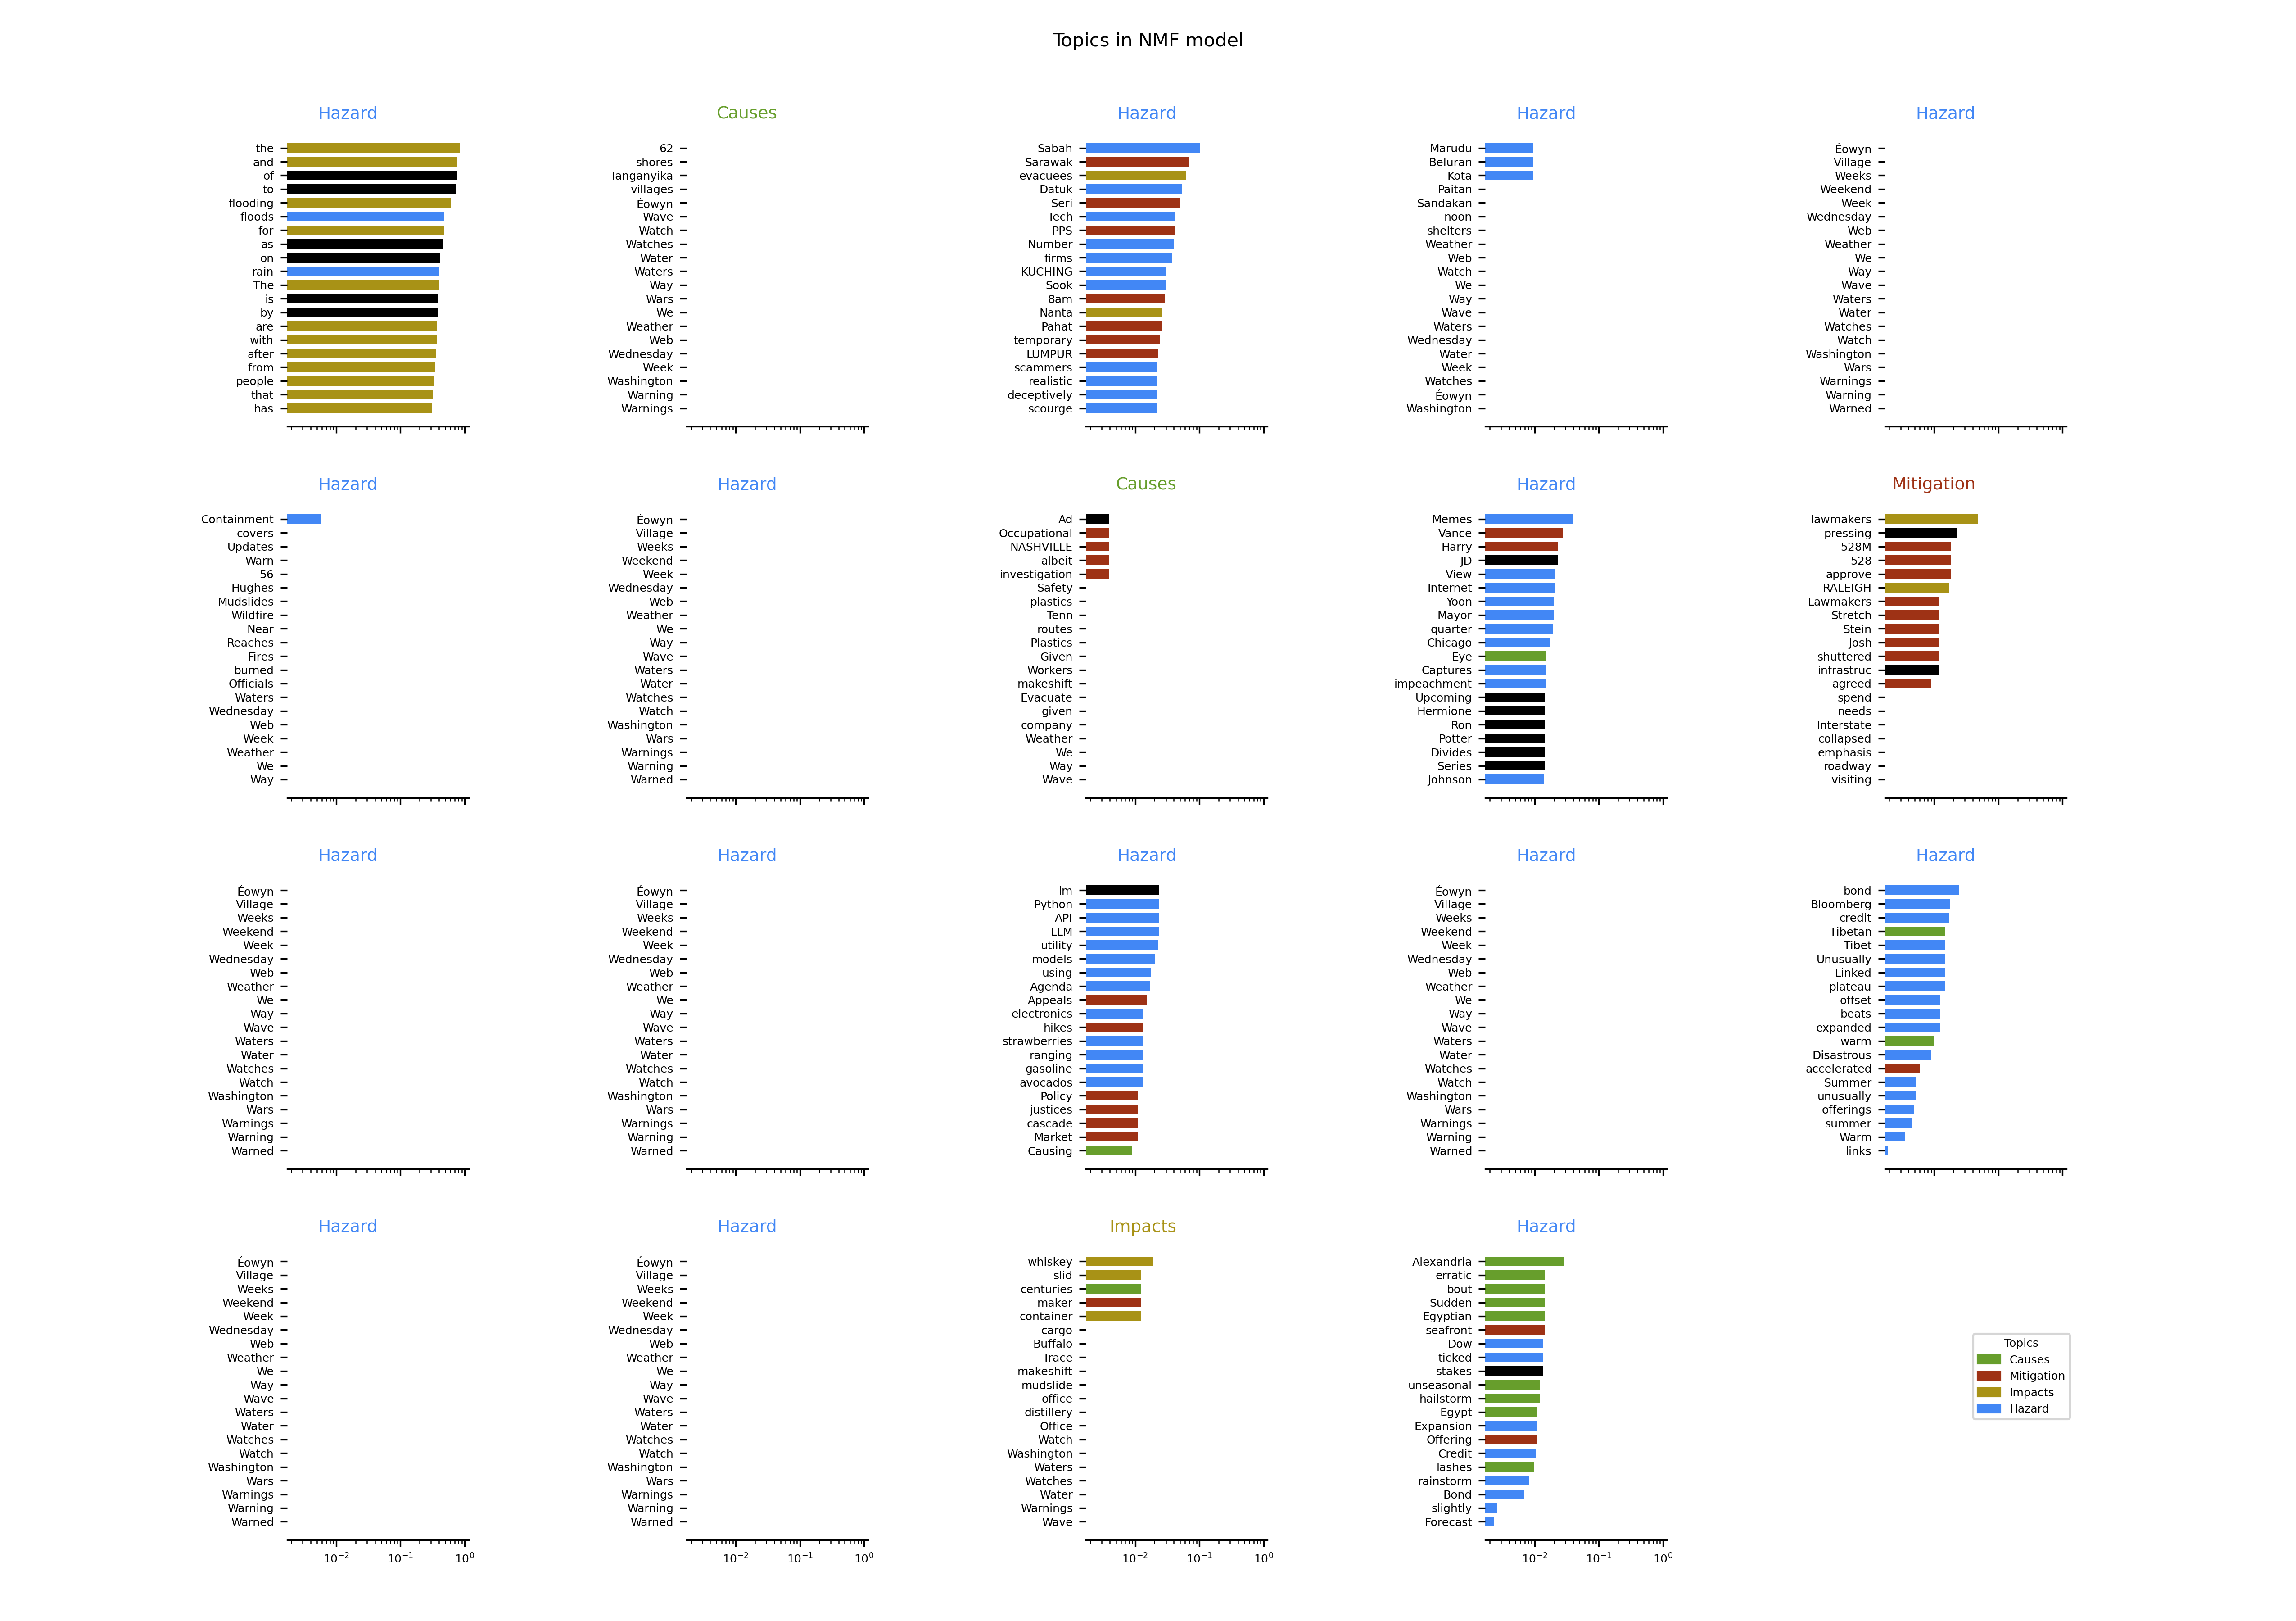 Topics in NMF model
Hazard
the
and
of
to
flooding
floods
for
as
on
rain
The
is
by
are
with
after
from
people
that
has
Causes
62
shores
Tanganyika
villages
Éowyn
Wave
Watch
Watches
Water
Waters
Way
Wars
We
Weather
Web
Wednesday
Week
Washington
Warning
Warnings
Hazard
Sabah
Sarawak
evacuees
Datuk
Seri
Tech
PPS
Number
firms
KUCHING
Sook
8am
Nanta
Pahat
temporary
LUMPUR
scammers
realistic
deceptively
scourge
Hazard
Marudu
Beluran
Kota
Paitan
Sandakan
noon
shelters
Weather
Web
Watch
We
Way
Wave
Waters
Wednesday
Water
Week
Watches
Éowyn
Washington
Hazard
Éowyn
Village
Weeks
Weekend
Week
Wednesday
Web
Weather
We
Way
Wave
Waters
Water
Watches
Watch
Washington
Wars
Warnings
Warning
Warned
Hazard
Containment
covers
Updates
Warn
56
Hughes
Mudslides
Wildfire
Near
Reaches
Fires
burned
Officials
Waters
Wednesday
Web
Week
Weather
We
Way
Hazard
Éowyn
Village
Weeks
Weekend
Week
Wednesday
Web
Weather
We
Way
Wave
Waters
Water
Watches
Watch
Washington
Wars
Warnings
Warning
Warned
Causes
Ad
Occupational
NASHVILLE
albeit
investigation
Safety
plastics
Tenn
routes
Plastics
Given
Workers
makeshift
Evacuate
given
company
Weather
We
Way
Wave
Hazard
Memes
Vance
Harry
JD
View
Internet
Yoon
Mayor
quarter
Chicago
Eye
Captures
impeachment
Upcoming
Hermione
Ron
Potter
Divides
Series
Johnson
Mitigation
lawmakers
pressing
528M
528
approve
RALEIGH
Lawmakers
Stretch
Stein
Josh
shuttered
infrastruc
agreed
spend
needs
Interstate
collapsed
emphasis
roadway
visiting
Hazard
Éowyn
Village
Weeks
Weekend
Week
Wednesday
Web
Weather
We
Way
Wave
Waters
Water
Watches
Watch
Washington
Wars
Warnings
Warning
Warned
Hazard
Éowyn
Village
Weeks
Weekend
Week
Wednesday
Web
Weather
We
Way
Wave
Waters
Water
Watches
Watch
Washington
Wars
Warnings
Warning
Warned
Hazard
lm
Python
API
LLM
utility
models
using
Agenda
Appeals
electronics
hikes
strawberries
ranging
gasoline
avocados
Policy
justices
cascade
Market
Causing
Hazard
Éowyn
Village
Weeks
Weekend
Week
Wednesday
Web
Weather
We
Way
Wave
Waters
Water
Watches
Watch
Washington
Wars
Warnings
Warning
Warned
Hazard
bond
Bloomberg
credit
Tibetan
Tibet
Unusually
Linked
plateau
offset
beats
expanded
warm
Disastrous
accelerated
Summer
unusually
offerings
summer
Warm
links
Hazard
Éowyn
Village
Weeks
Weekend
Week
Wednesday
Web
Weather
We
Way
Wave
Waters
Water
Watches
Watch
Washington
Wars
Warnings
Warning
Warned
10⁻² 10⁻¹ 10⁰
Hazard
Éowyn
Village
Weeks
Weekend
Week
Wednesday
Web
Weather
We
Way
Wave
Waters
Water
Watches
Watch
Washington
Wars
Warnings
Warning
Warned
10⁻² 10⁻¹ 10⁰
Impacts
whiskey
slid
centuries
maker
container
cargo
Buffalo
Trace
makeshift
mudslide
office
distillery
Office
Watch
Washington
Waters
Watches
Water
Warnings
Wave
10⁻² 10⁻¹ 10⁰
Hazard
Alexandria
erratic
bout
Sudden
Egyptian
seafront
Dow
ticked
stakes
unseasonal
hailstorm
Egypt
Expansion
Offering
Credit
lashes
rainstorm
Bond
slightly
Forecast
10⁻² 10⁻¹ 10⁰
Topics
Causes
Mitigation
Impacts
Hazard